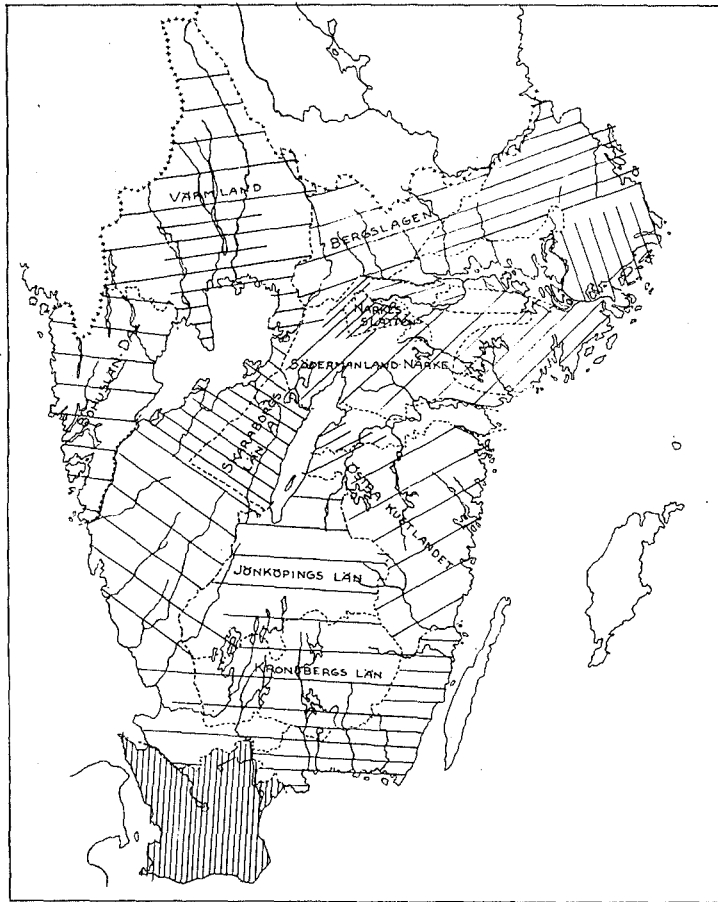 VÄRMLAND
BERGSLAGEN
NÄRKES-
SLÄTTEN
SÖDERMANLAND-NÄRKE
SKARABORGS
LÄN
ÖSTRA KUSTLANDET
JÖNKÖPINGS LÄN
KRONOBERGS LÄN